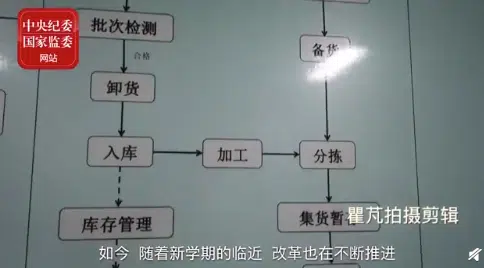 中央纪委
国家监委
网站
批次检测
合格
卸货
入库
加工
库存管理
备货
分拣
集货暂存
瞿芃拍摄剪辑
如今 随着新学期的临近 改革也在不断推进